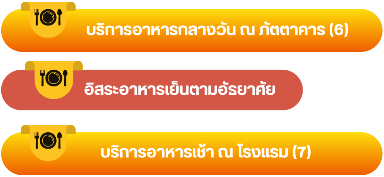 บริการอาหารกลางวัน ณ ภัตตาคาร (6)
อิสระอาหารเย็นตามอัธยาศัย
บริการอาหารเช้า ณ โรงแรม (7)